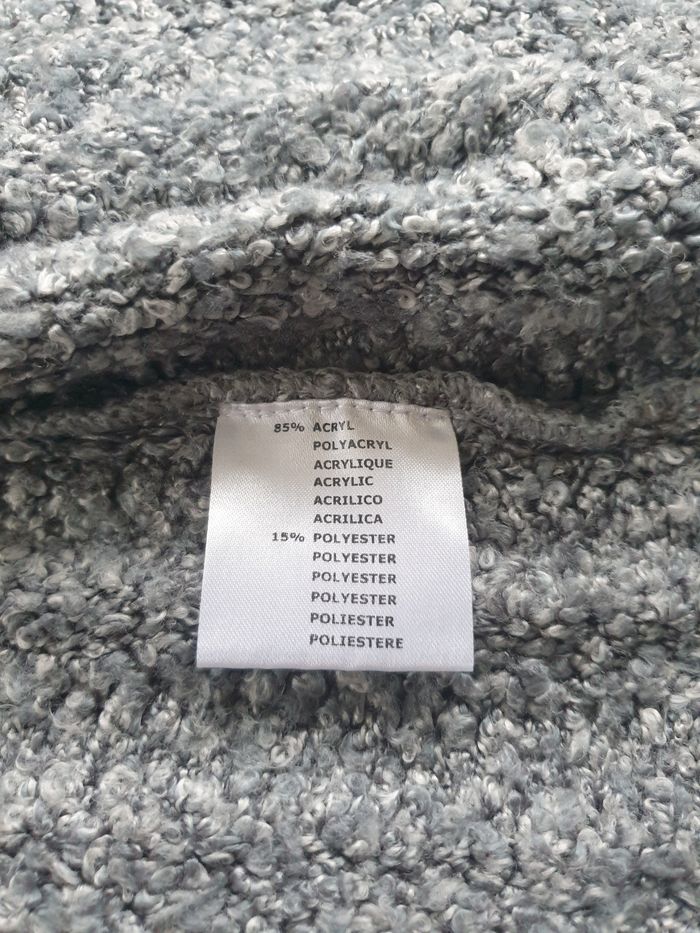 85% ACRYL
POLYACRYL
ACRYLIQUE
ACRYLIC
ACRILICO
ACRILICA
15% POLYESTER
POLYESTER
POLYESTER
POLYESTER
POLIESTER
POLIESTERE